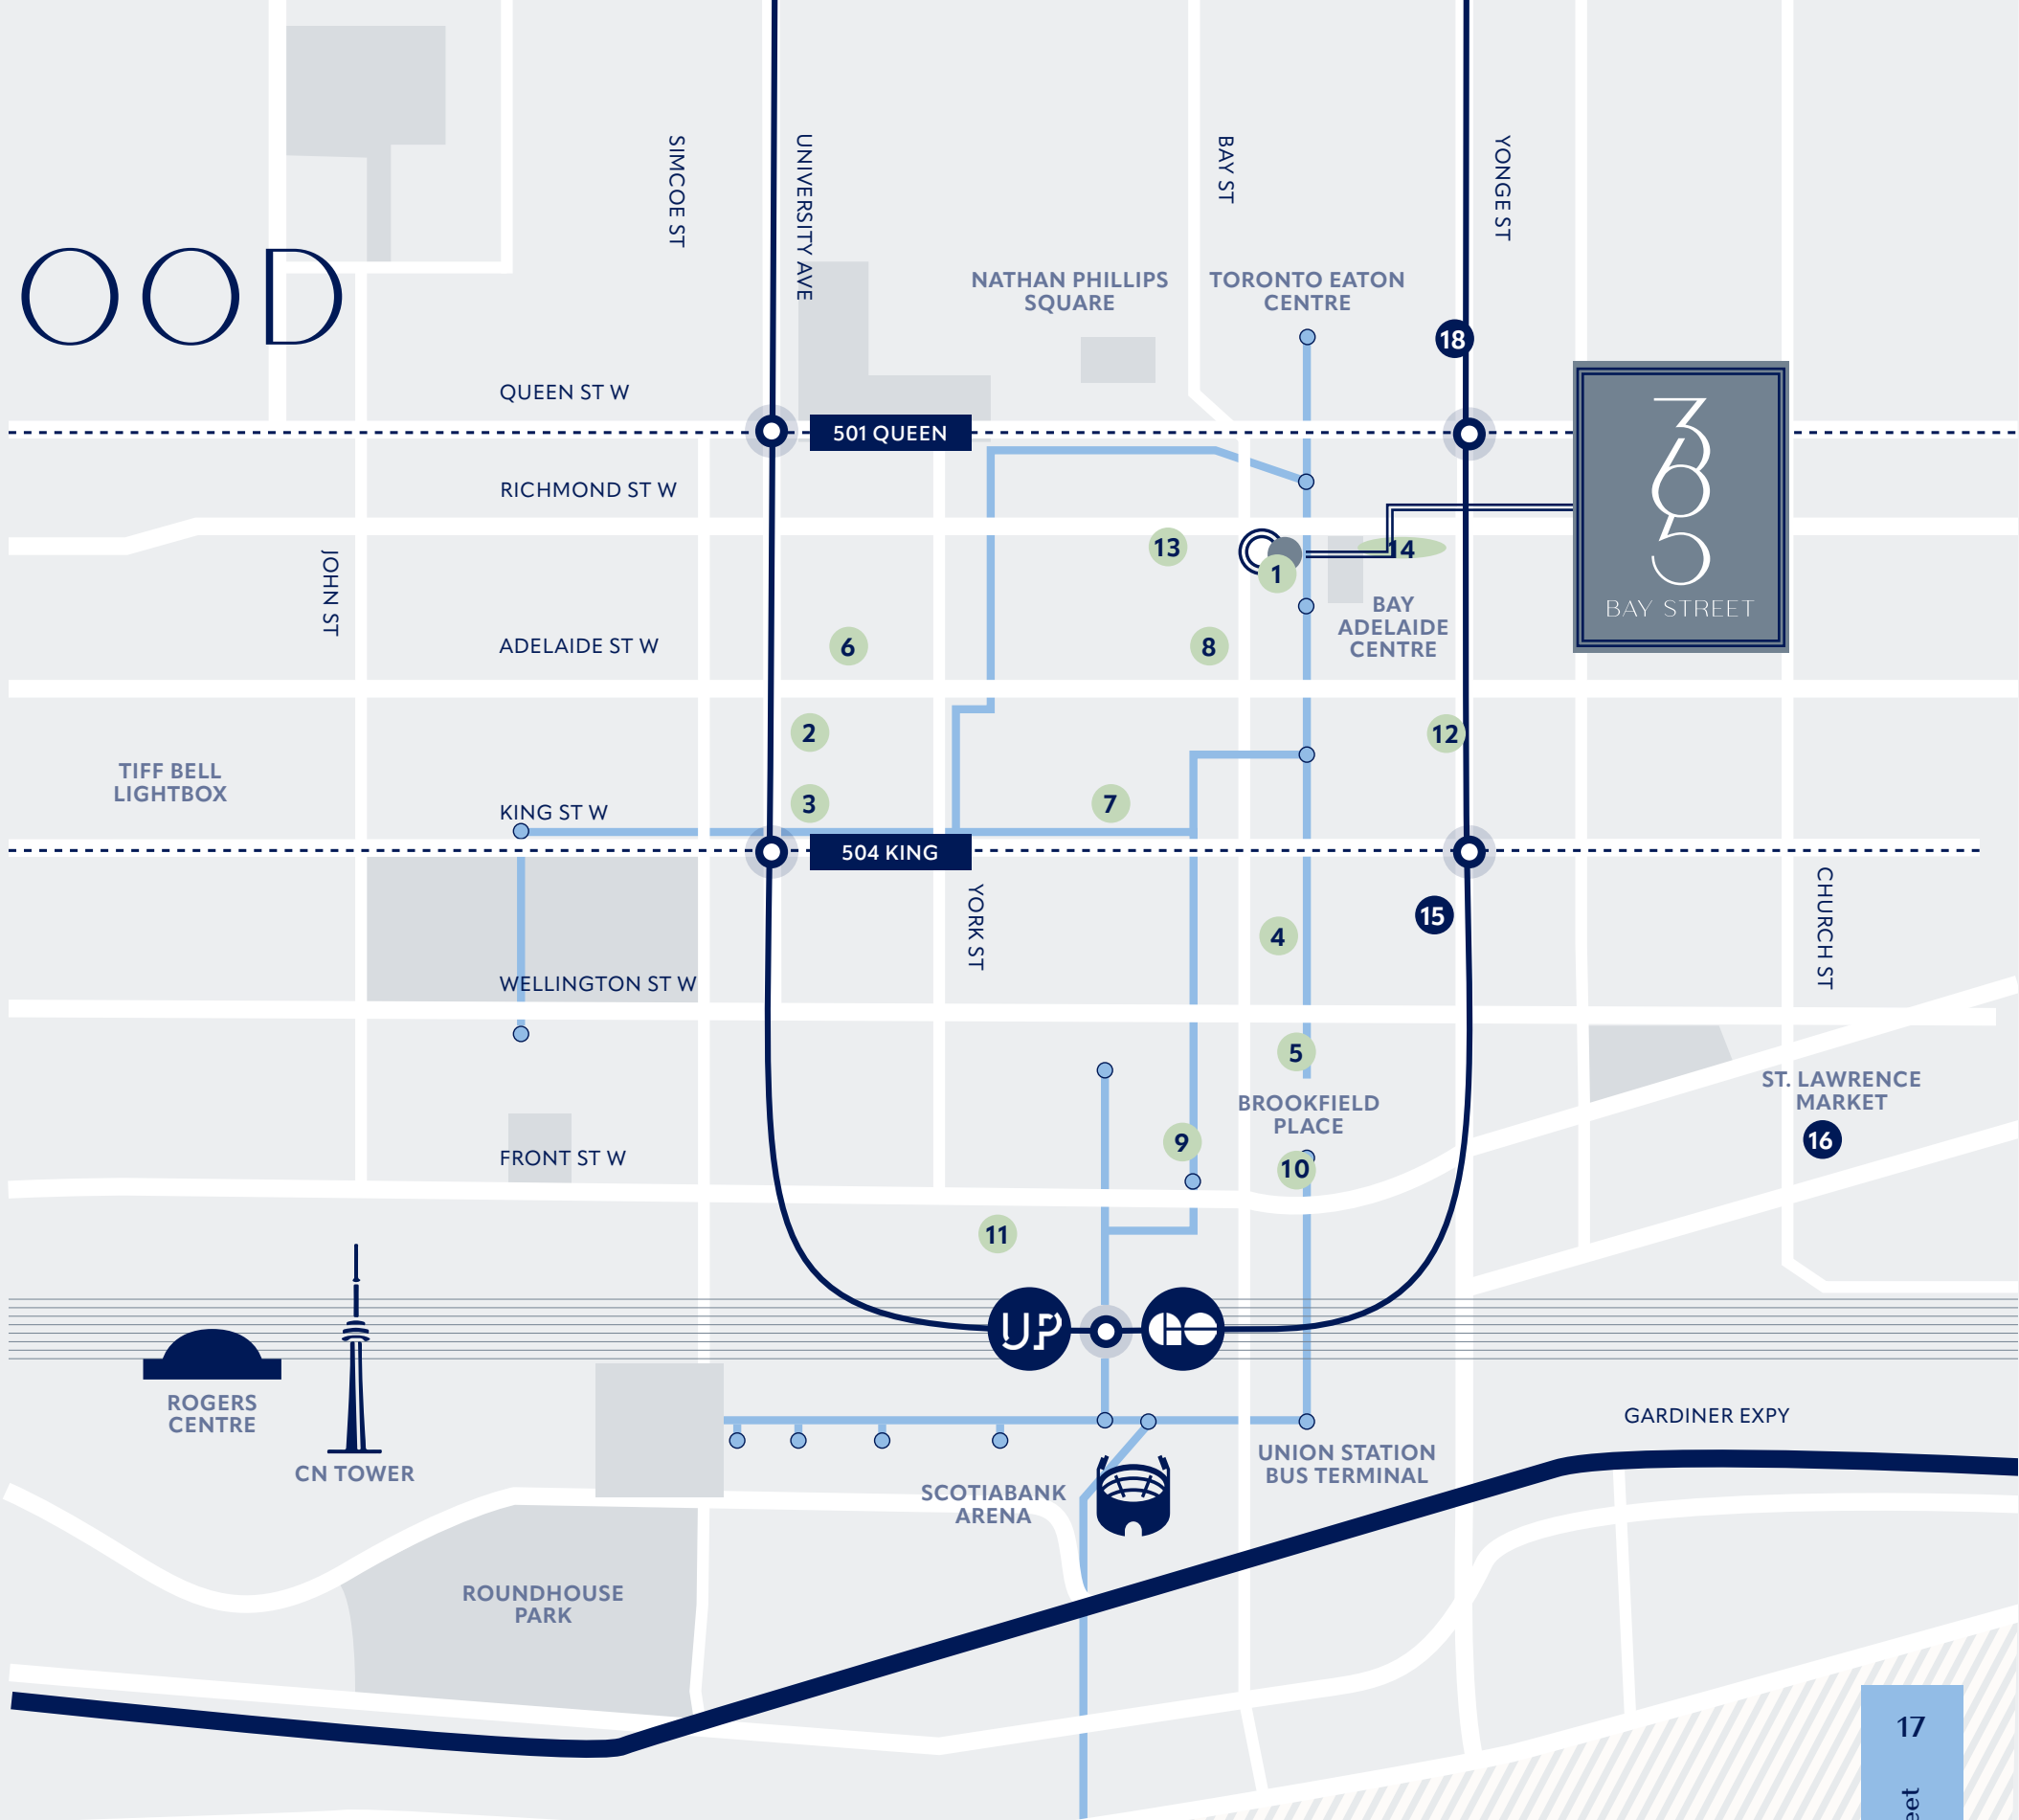 SIMCOE ST
UNIVERSITY AVE
BAY ST
YONGE ST
OOD
NATHAN PHILLIPS
SQUARE
TORONTO EATON
CENTRE
18
QUEEN ST W
501 QUEEN
365
BAY STREET
RICHMOND ST W
13
14
1
JOHN ST
BAY
ADELAIDE
CENTRE
ADELAIDE ST W
6
8
2
12
TIFF BELL
LIGHTBOX
KING ST W
3
7
504 KING
YORK ST
CHURCH ST
15
4
WELLINGTON ST W
5
ST. LAWRENCE
MARKET
16
BROOKFIELD
PLACE
9
FRONT ST W
10
11
UP
GO
ROGERS
CENTRE
CN TOWER
GARDINER EXPY
UNION STATION
BUS TERMINAL
SCOTIABANK
ARENA
ROUNDHOUSE
PARK
17